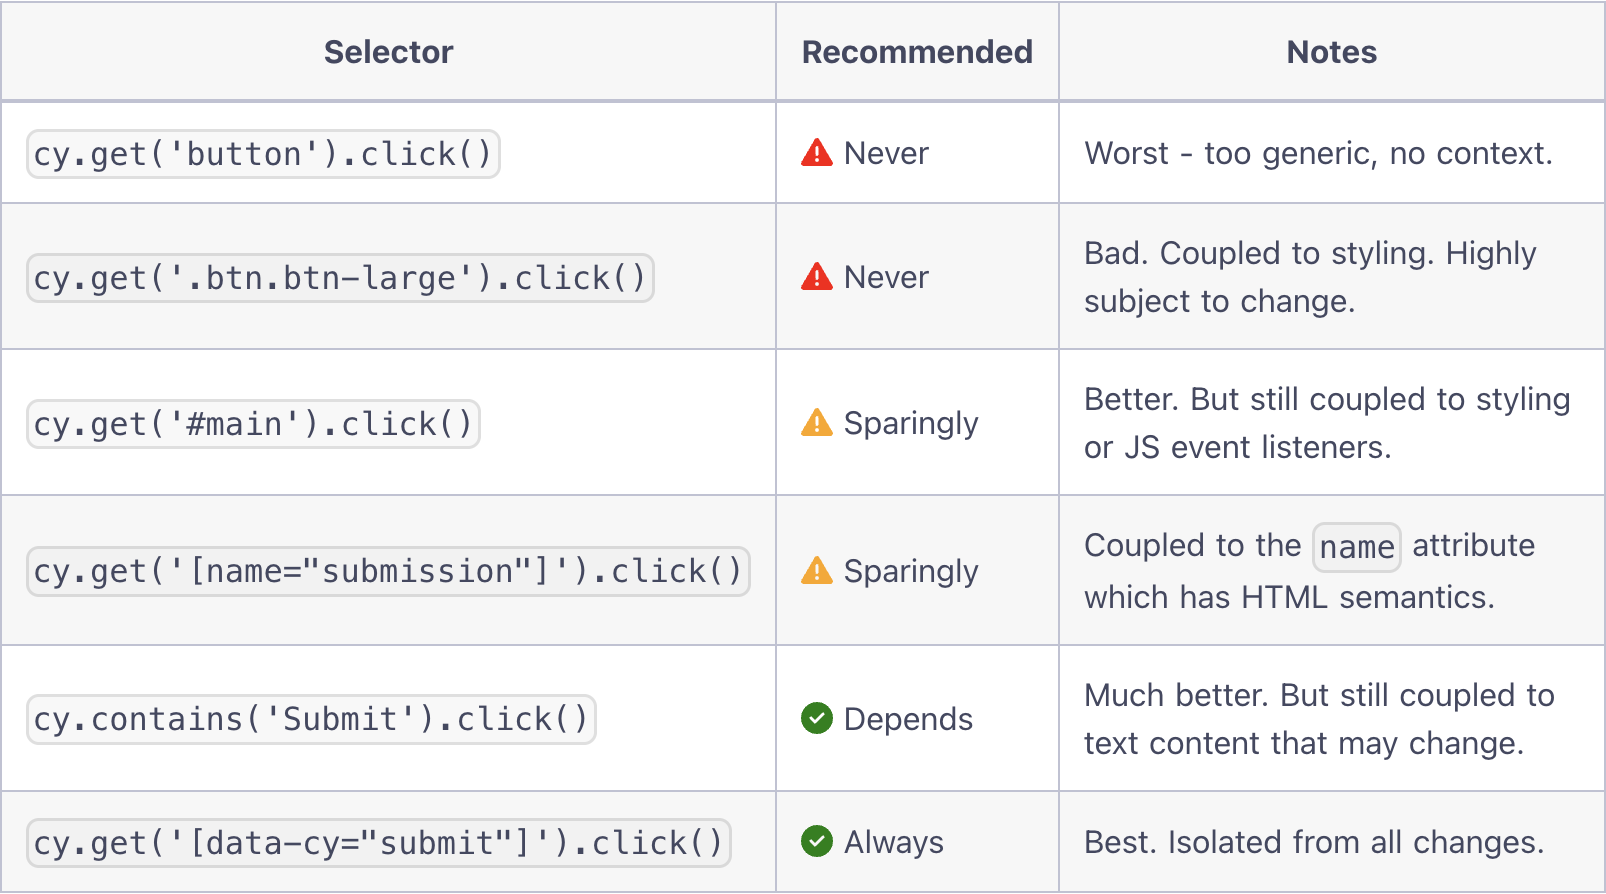 Selector Recommended Notes
cy.get('button').click() Never Worst - too generic, no context.
cy.get('.btn.btn-large').click() Never Bad. Coupled to styling. Highly
subject to change.
cy.get('#main').click() Sparingly Better. But still coupled to styling
or JS event listeners.
cy.get('[name="submission"]').click() Sparingly Coupled to the name attribute
which has HTML semantics.
cy.contains('Submit').click() Depends Much better. But still coupled to
text content that may change.
cy.get('[data-cy="submit"]').click() Always Best. Isolated from all changes.